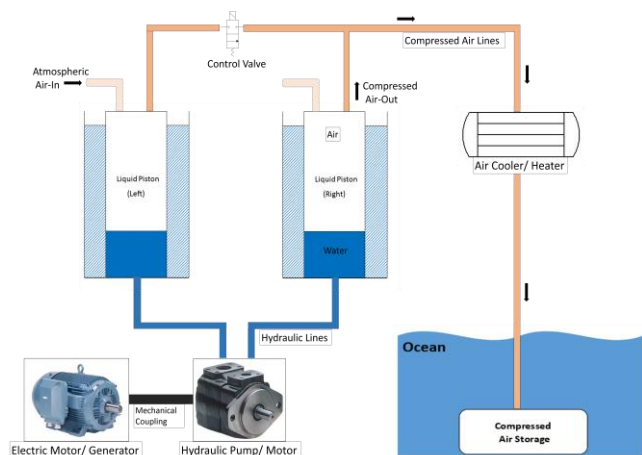 Compressed Air Lines
Control Valve
Atmospheric
Air-In
Compressed
Air-Out
Air
Air Cooler/ Heater
Liquid Piston
(Left)
Liquid Piston
(Right)
Water
Hydraulic Lines
Ocean
Mechanical
Coupling
Compressed
Air Storage
Electric Motor/ Generator
Hydraulic Pump/ Motor